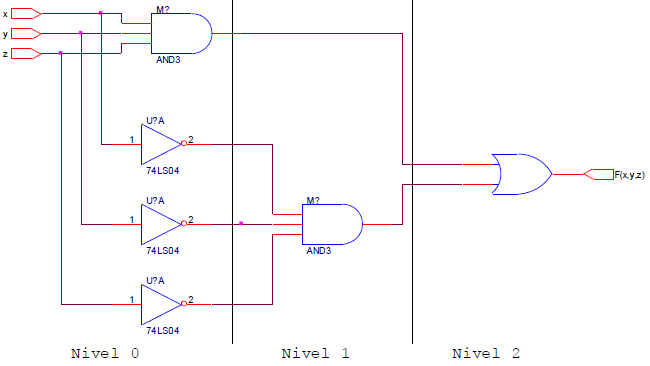 x
y
z
M?
AND3
U?A
1
2
74LS04
U?A
1
2
74LS04
M?
AND3
U?A
1
2
74LS04
F(x,y,z)
Nivel 0
Nivel 1
Nivel 2